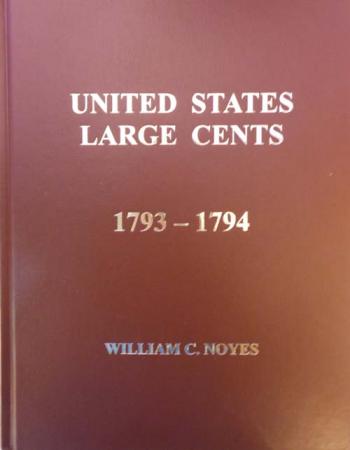 UNITED STATES
LARGE CENTS
1793 – 1794
WILLIAM C. NOYES